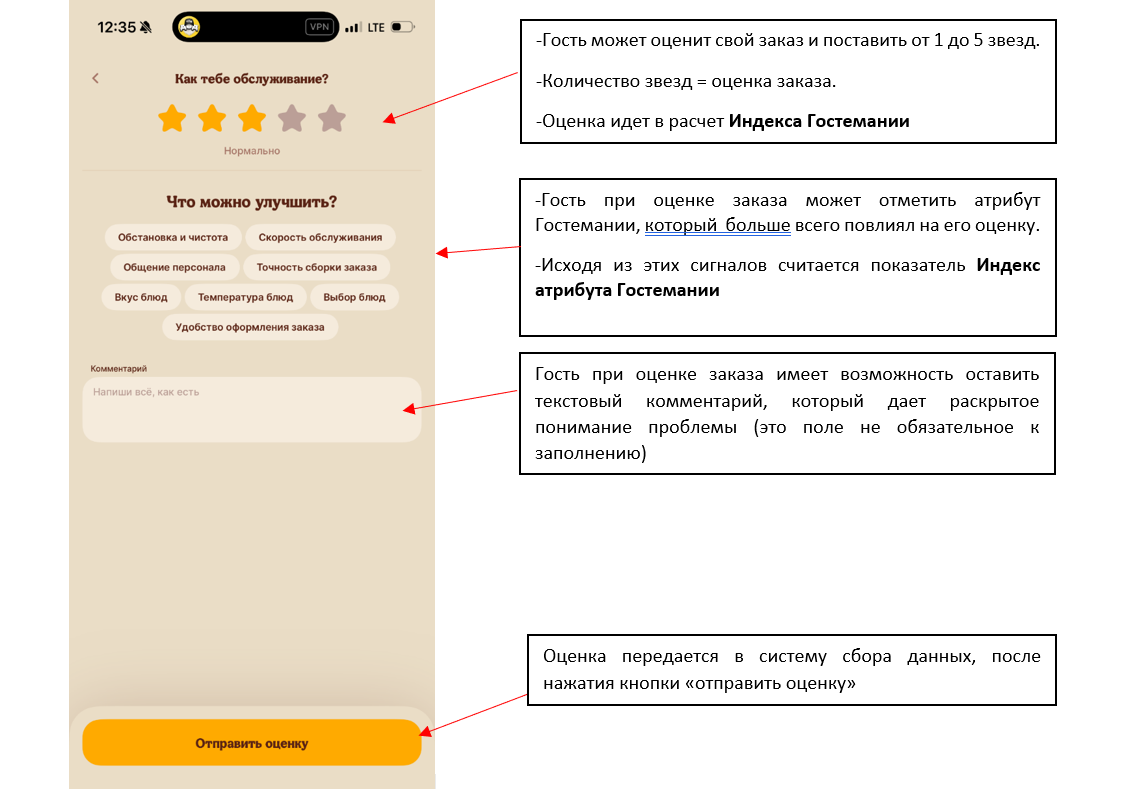 12:35
VPN
LTE
Как тебе обслуживание?
Нормально
Что можно улучшить?
Обстановка и чистота
Скорость обслуживания
Общение персонала
Точность сборки заказа
Вкус блюд
Температура блюд
Выбор блюд
Удобство оформления заказа
Комментарий
Напиши всё, как есть
Отправить оценку
-Гость может оценит свой заказ и поставить от 1 до 5 звезд.
-Количество звезд = оценка заказа.
-Оценка идет в расчет Индекса Гостемании
-Гость при оценке заказа может отметить атрибут
Гостемании, который больше всего повлиял на его оценку.
-Исходя из этих сигналов считается показатель Индекс
атрибута Гостемании
Гость при оценке заказа имеет возможность оставить
текстовый комментарий, который дает раскрытое
понимание проблемы (это поле не обязательное к
заполнению)
Оценка передается в систему сбора данных, после
нажатия кнопки «отправить оценку»